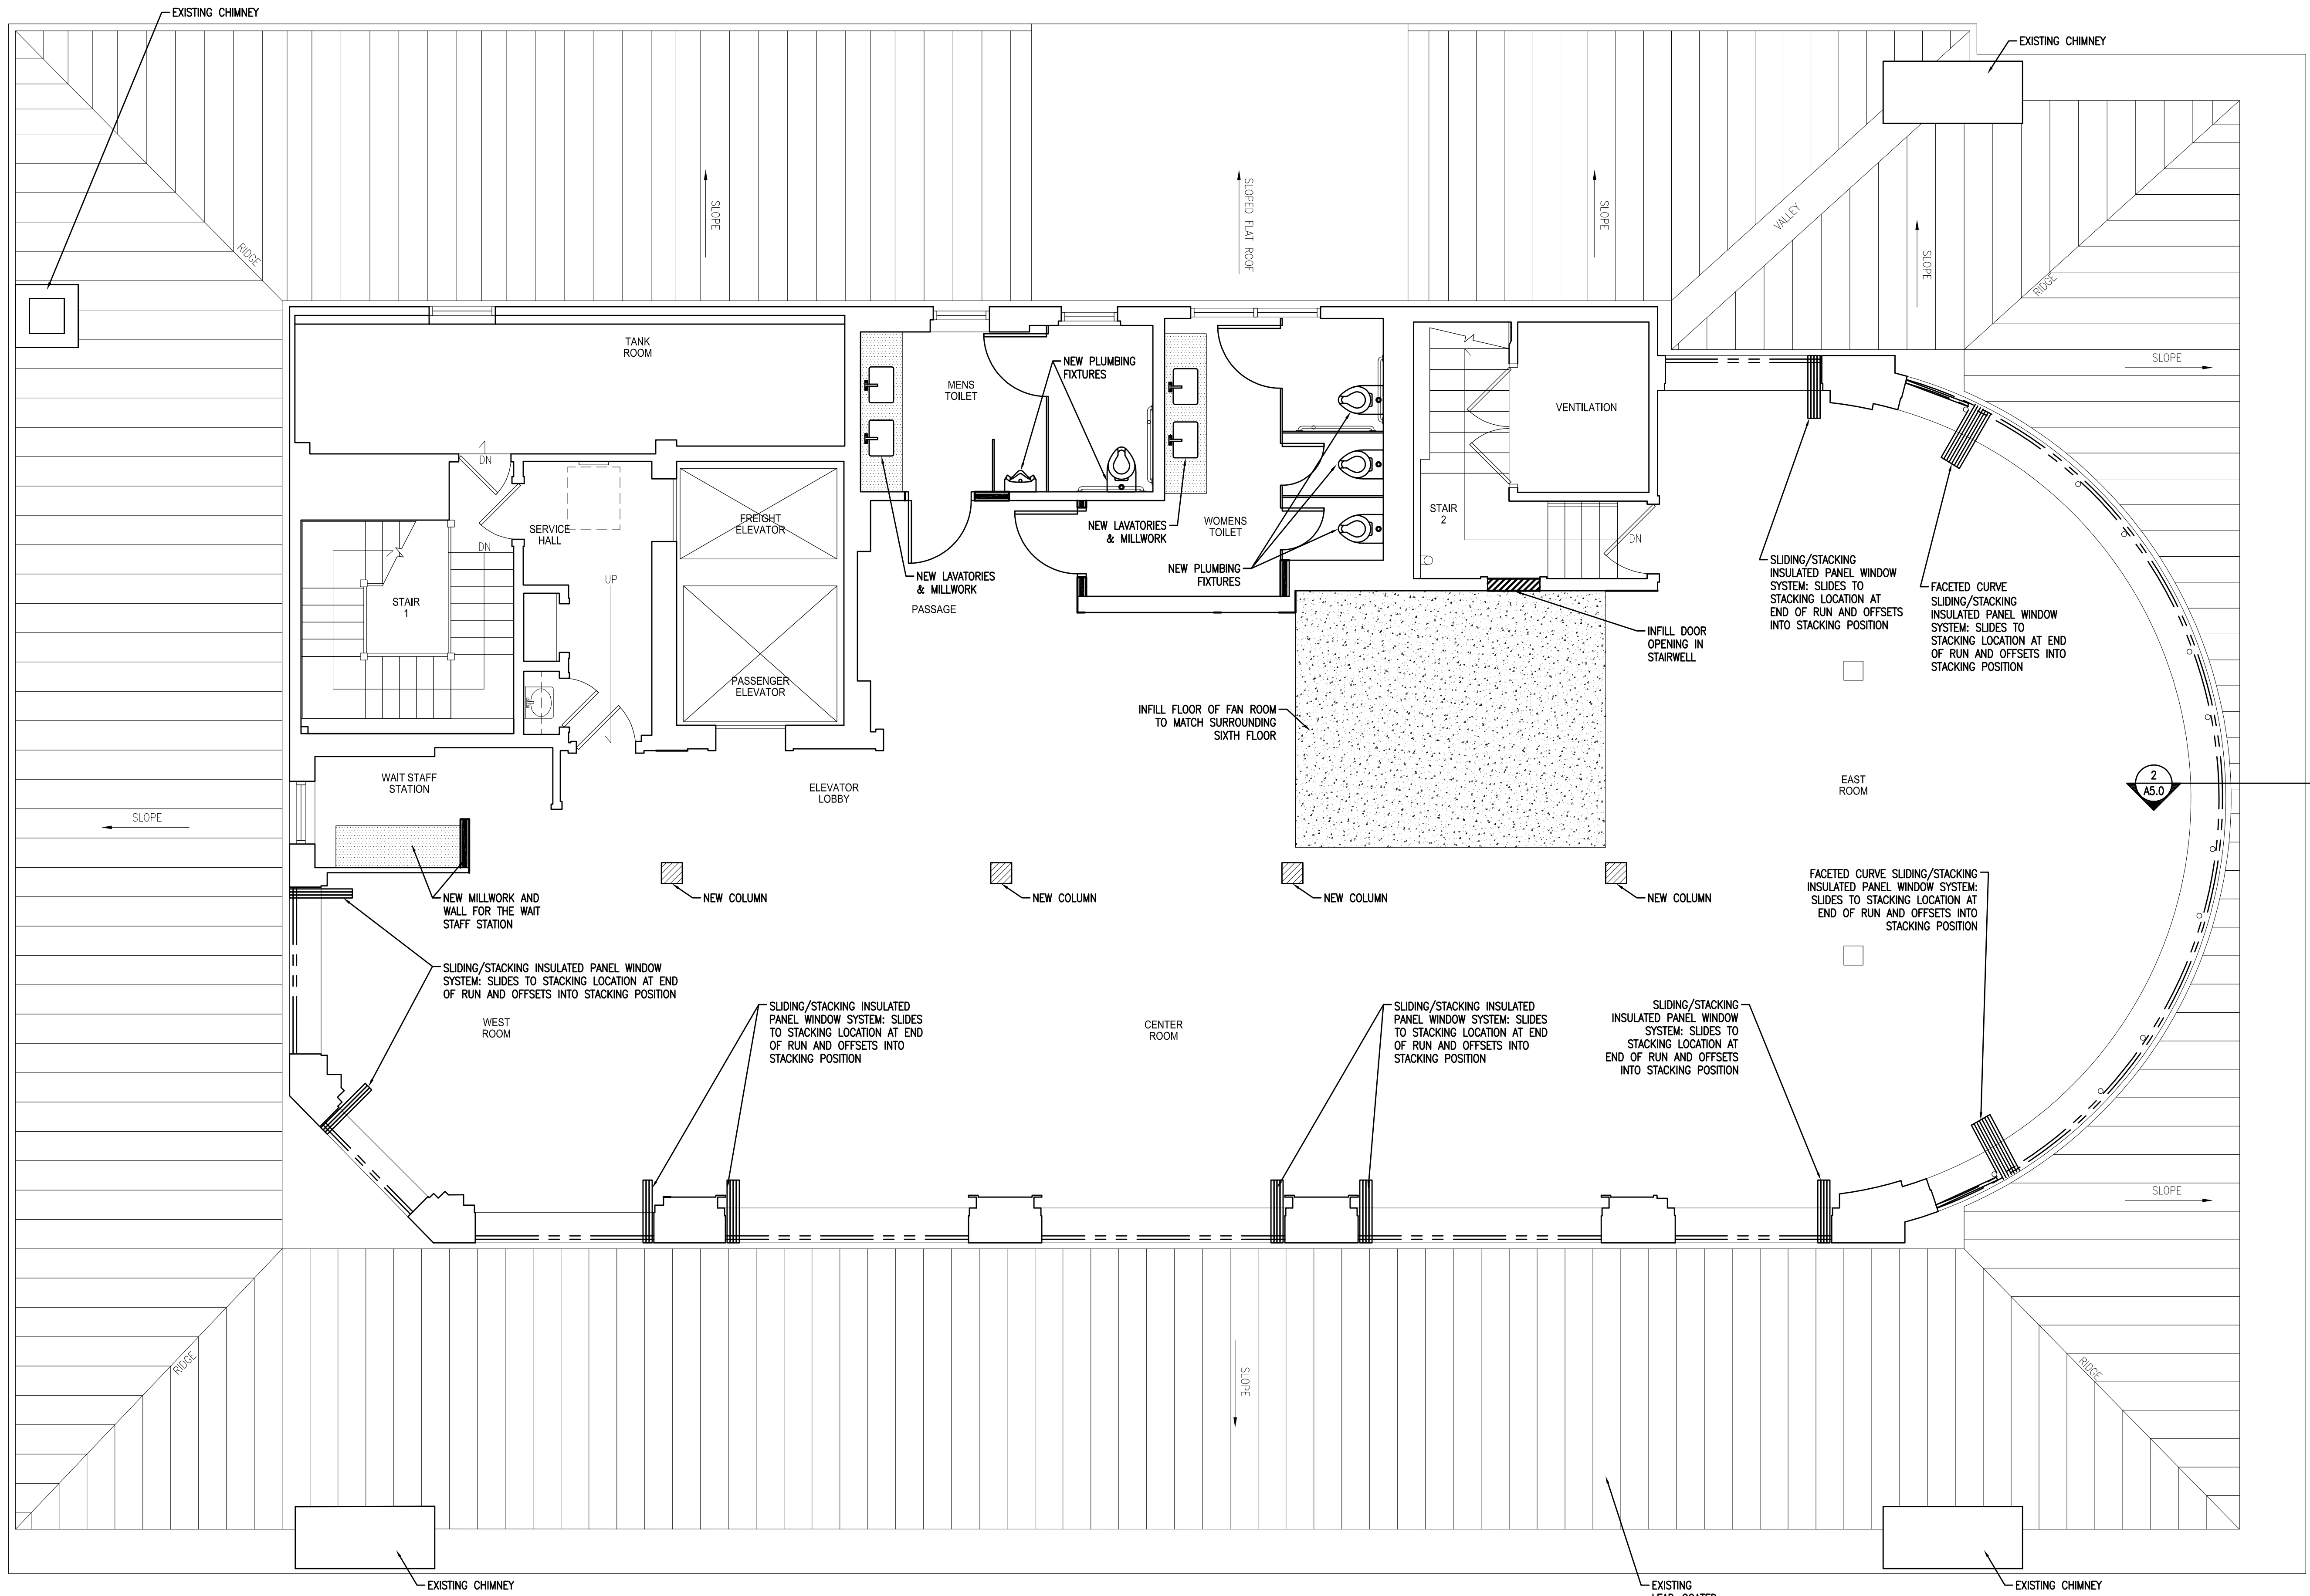 EXISTING CHIMNEY
EXISTING CHIMNEY
SLOPE
SLOPED FLAT ROOF
SLOPE
VALLEY
SLOPE
RIDGE
RIDGE
SLOPE
TANK
ROOM
MENS
TOILET
NEW PLUMBING
FIXTURES
VENTILATION
DN
SERVICE
HALL
FREIGHT
ELEVATOR
DN
UP
STAIR
1
NEW LAVATORIES
& MILLWORK
PASSAGE
NEW LAVATORIES
& MILLWORK
WOMENS
TOILET
NEW PLUMBING
FIXTURES
STAIR
2
DN
SLIDING/STACKING
INSULATED PANEL WINDOW
SYSTEM: SLIDES TO
STACKING LOCATION AT
END OF RUN AND OFFSETS
INTO STACKING POSITION
FACETED CURVE
SLIDING/STACKING
INSULATED PANEL WINDOW
SYSTEM: SLIDES TO
STACKING LOCATION AT END
OF RUN AND OFFSETS INTO
STACKING POSITION
INFILL DOOR
OPENING IN
STAIRWELL
PASSENGER
ELEVATOR
INFILL FLOOR OF FAN ROOM
TO MATCH SURROUNDING
SIXTH FLOOR
WAIT STAFF
STATION
ELEVATOR
LOBBY
EAST
ROOM
2
A5.0
SLOPE
NEW MILLWORK AND
WALL FOR THE WAIT
STAFF STATION
NEW COLUMN
NEW COLUMN
NEW COLUMN
NEW COLUMN
FACETED CURVE SLIDING/STACKING
INSULATED PANEL WINDOW SYSTEM:
SLIDES TO STACKING LOCATION AT
END OF RUN AND OFFSETS INTO
STACKING POSITION
SLIDING/STACKING INSULATED PANEL WINDOW
SYSTEM: SLIDES TO STACKING LOCATION AT END
OF RUN AND OFFSETS INTO STACKING POSITION
WEST
ROOM
SLIDING/STACKING INSULATED
PANEL WINDOW SYSTEM: SLIDES
TO STACKING LOCATION AT END
OF RUN AND OFFSETS INTO
STACKING POSITION
CENTER
ROOM
SLIDING/STACKING INSULATED
PANEL WINDOW SYSTEM: SLIDES
TO STACKING LOCATION AT END
OF RUN AND OFFSETS INTO
STACKING POSITION
SLIDING/STACKING
INSULATED PANEL WINDOW
SYSTEM: SLIDES TO
STACKING LOCATION AT
END OF RUN AND OFFSETS
INTO STACKING POSITION
SLOPE
RIDGE
SLOPE
RIDGE
EXISTING CHIMNEY
EXISTING
LEAD-COATED
EXISTING CHIMNEY